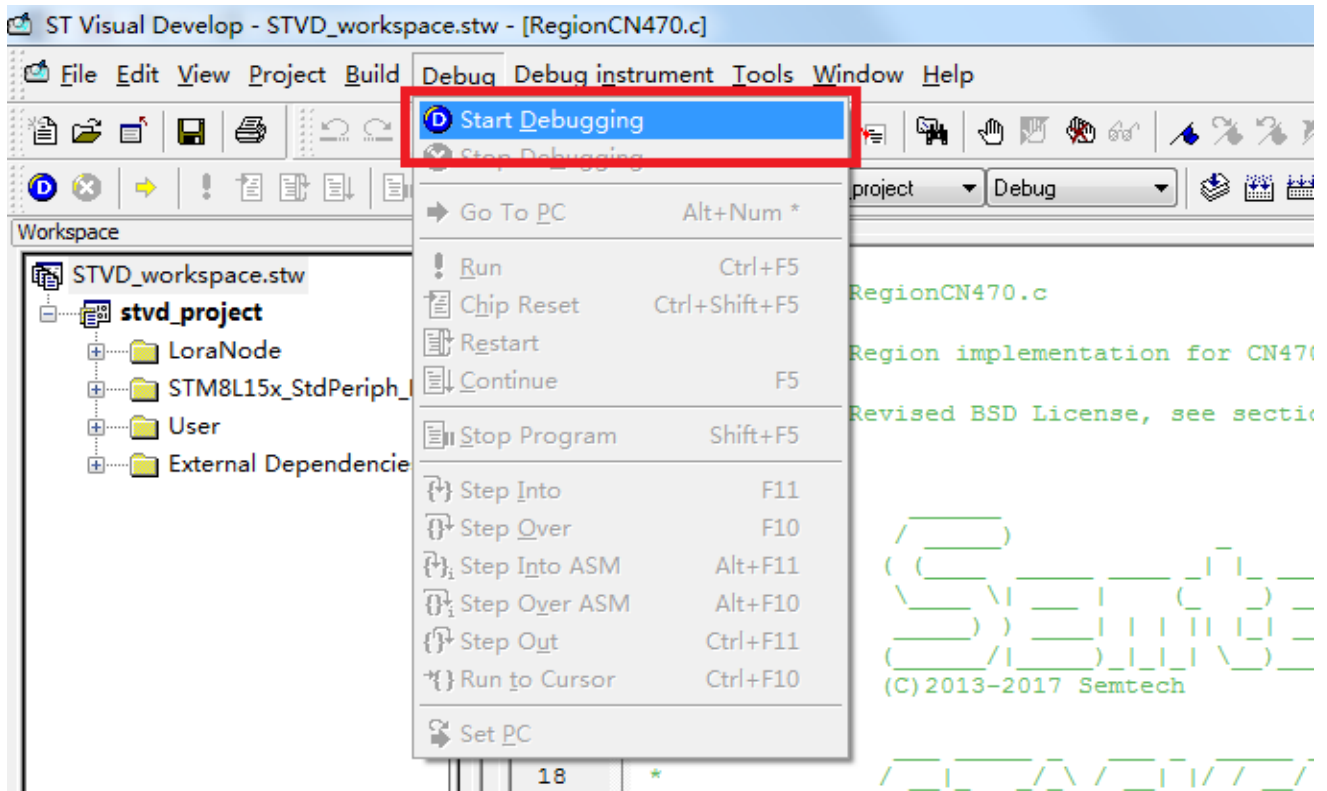 ST Visual Develop - STVD_workspace.stw - [RegionCN470.c]
File Edit View Project Build Debug Debug instrument Tools Window Help
Start Debugging
Stop Debugging
project Debug
Go To PC Alt+Num *
Workspace
STVD_workspace.stw
Run Ctrl+F5
RegionCN470.c
stvd_project
Chip Reset Ctrl+Shift+F5
LoraNode
Restart
Region implementation for CN470
STM8L15x_StdPeriph_
Continue F5
Revised BSD License, see sectio
User
Stop Program Shift+F5
External Dependencie
Step Into F11
Step Over F10
Step Into ASM Alt+F11
Step Over ASM Alt+F10
Step Out Ctrl+F11
Run to Cursor Ctrl+F10
(C)2013-2017 Semtech
Set PC
18 *